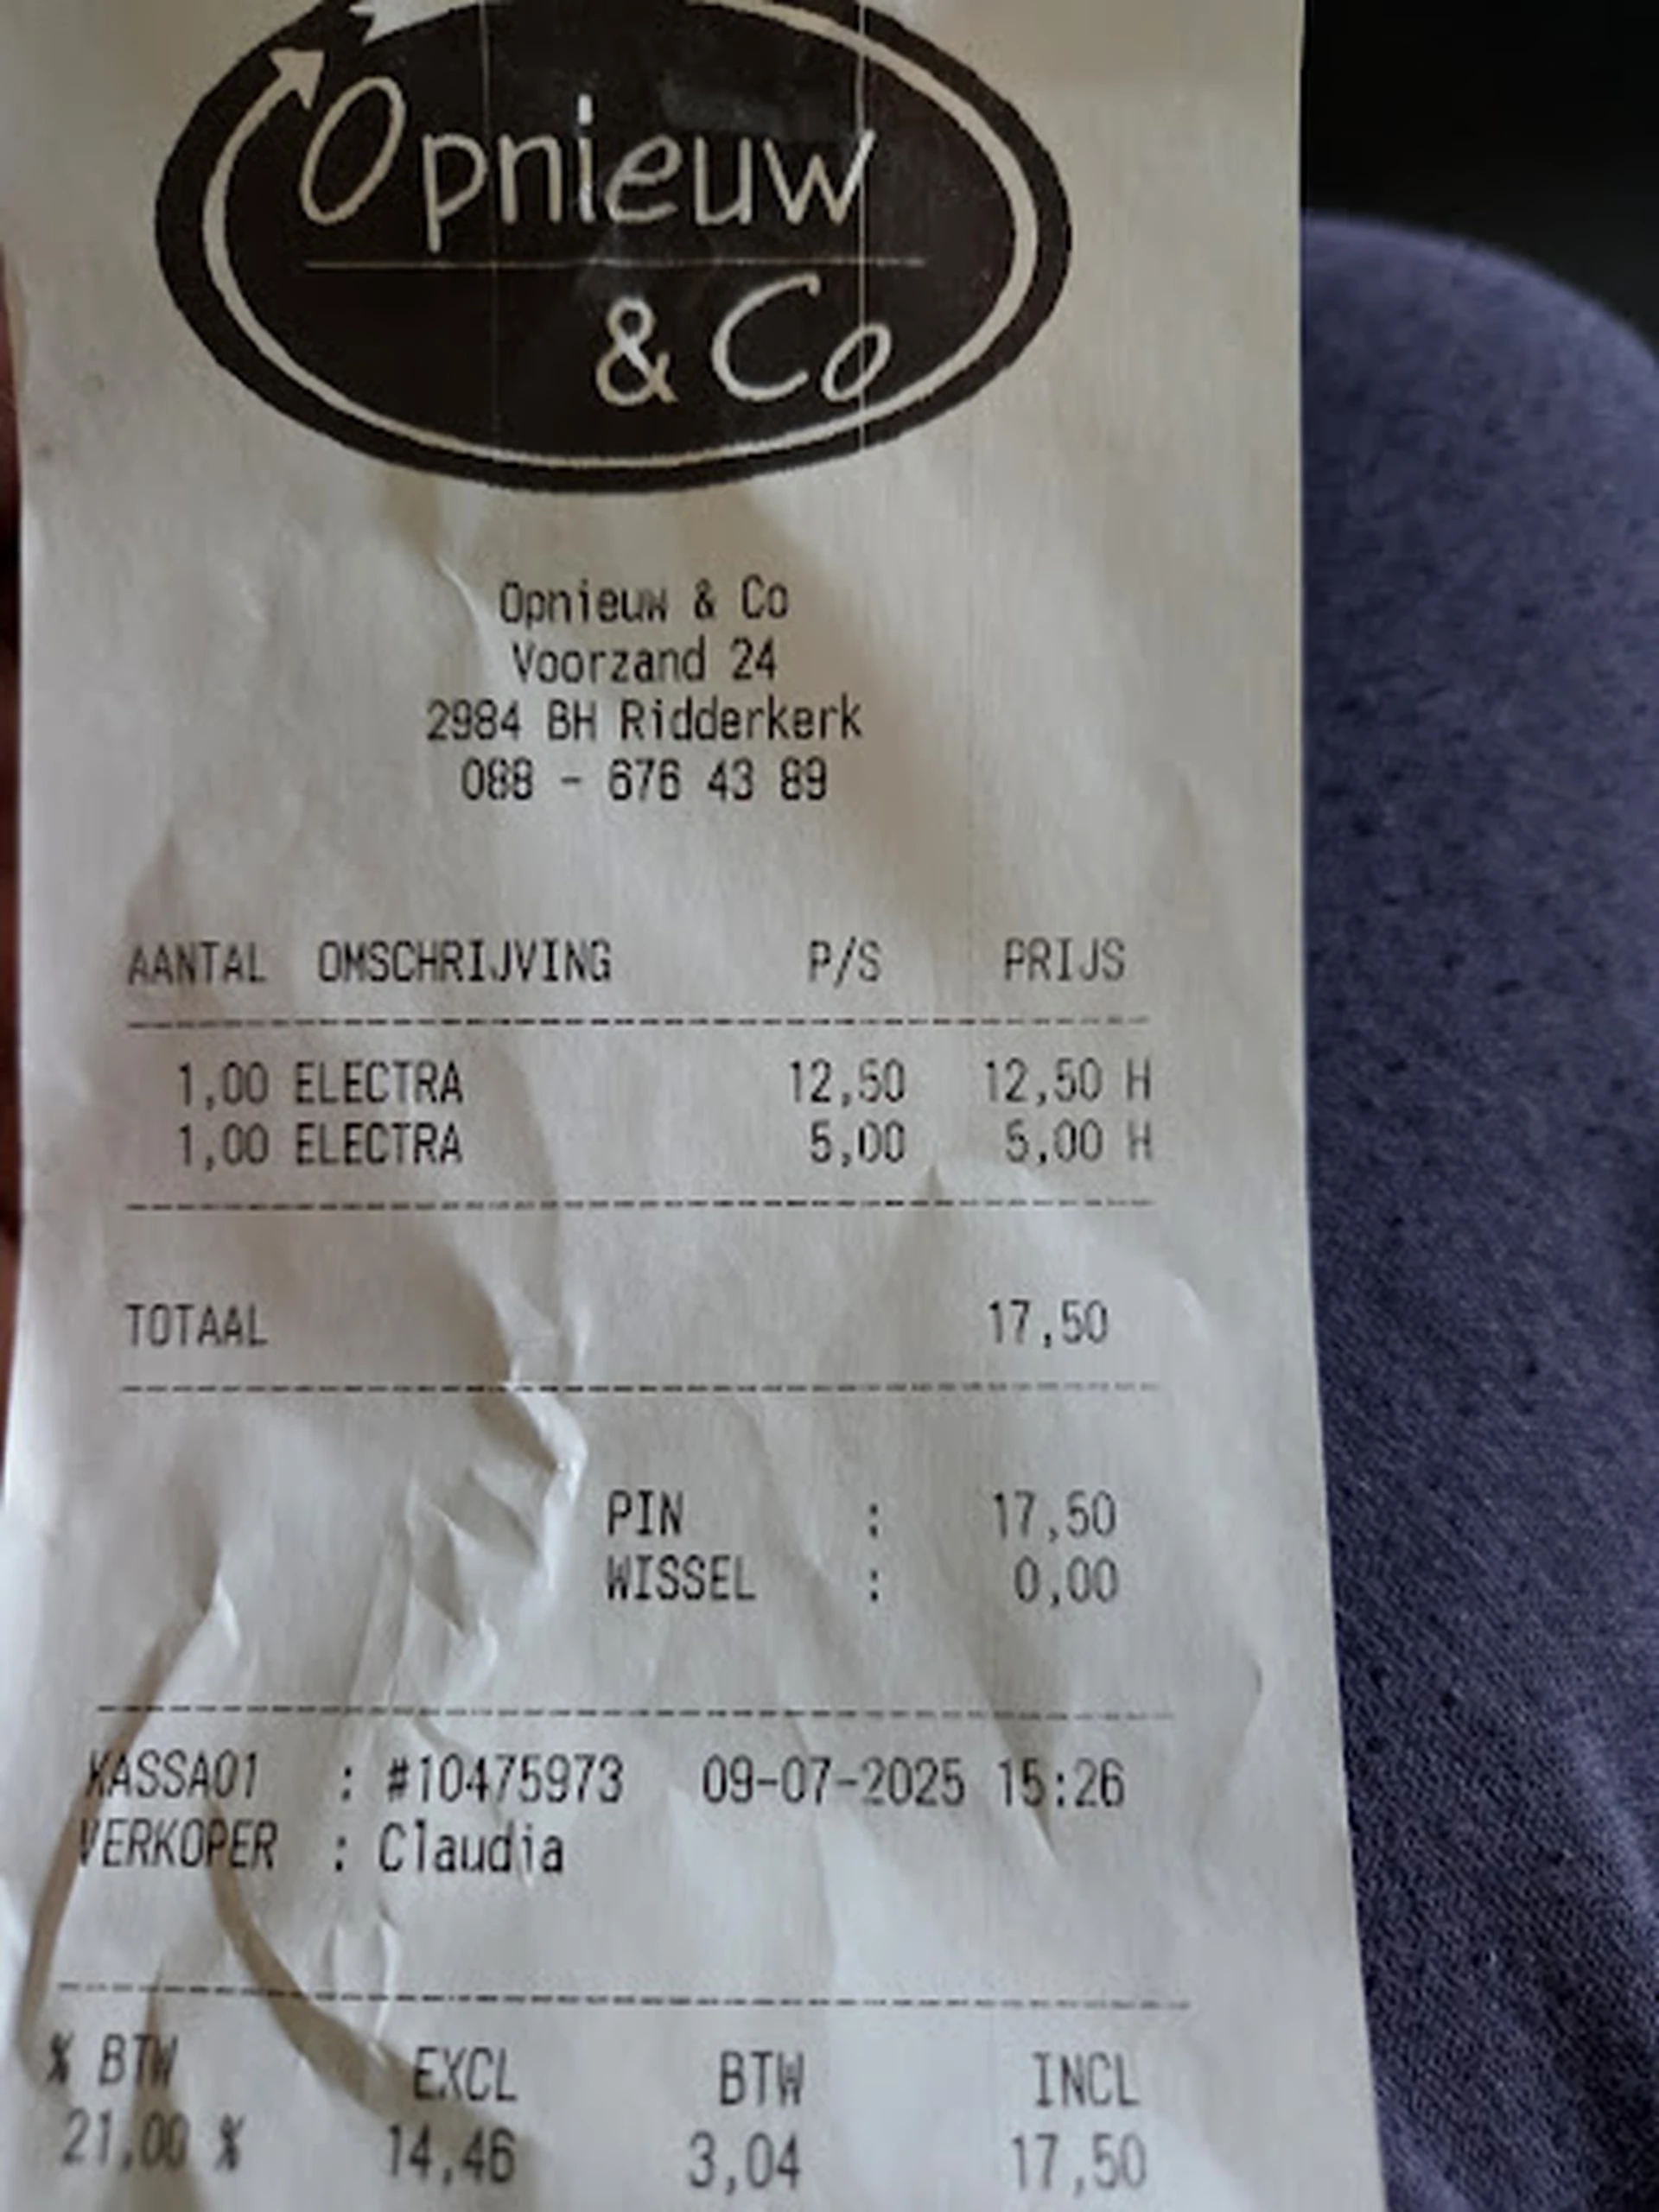 Opnieuw
& Co
Opnieuw & Co
Voorzand 24
2984 BH Ridderkerk
088 - 676 43 89
AANTAL OMSCHRIJVING P/S PRIJS
1,00 ELECTRA 12,50 12,50 H
1,00 ELECTRA 5,00 5,00 H
TOTAAL 17,50
PIN : 17,50
WISSEL : 0,00
KASSA01 : #10475973 09-07-2025 15:26
VERKOPER : Claudia
% BTW EXCL BTW INCL
21,00 % 14,46 3,04 17,50